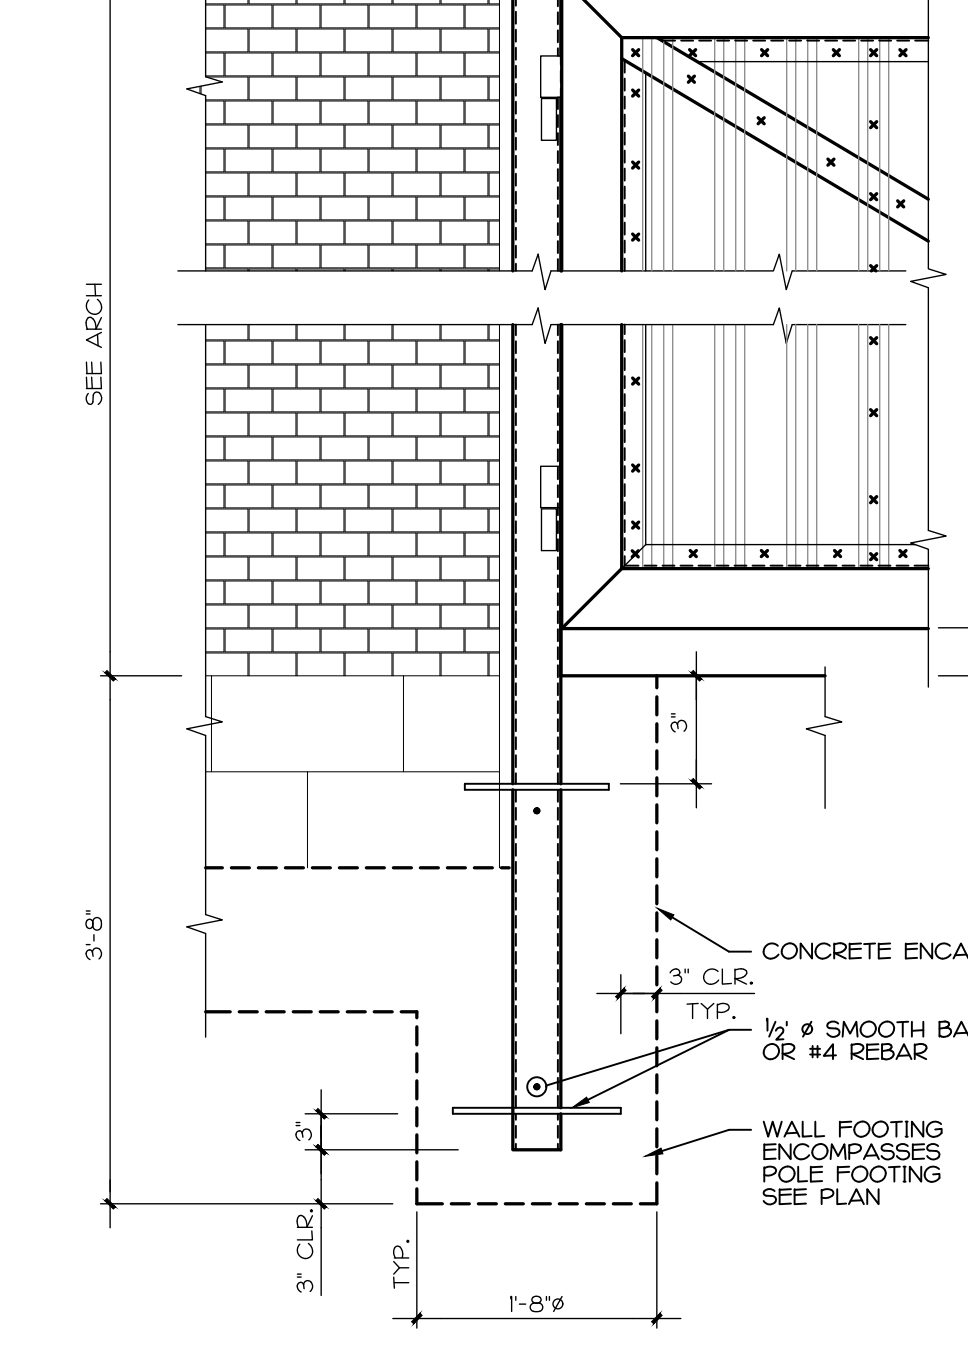 SEE ARCH
3"
3'-8"
CONCRETE ENCA
3" CLR.
TYP.
1/2' ø SMOOTH BA
OR #4 REBAR
3"
WALL FOOTING
ENCOMPASSES
POLE FOOTING
SEE PLAN
3" CLR.
TYP.
1'-8"ø